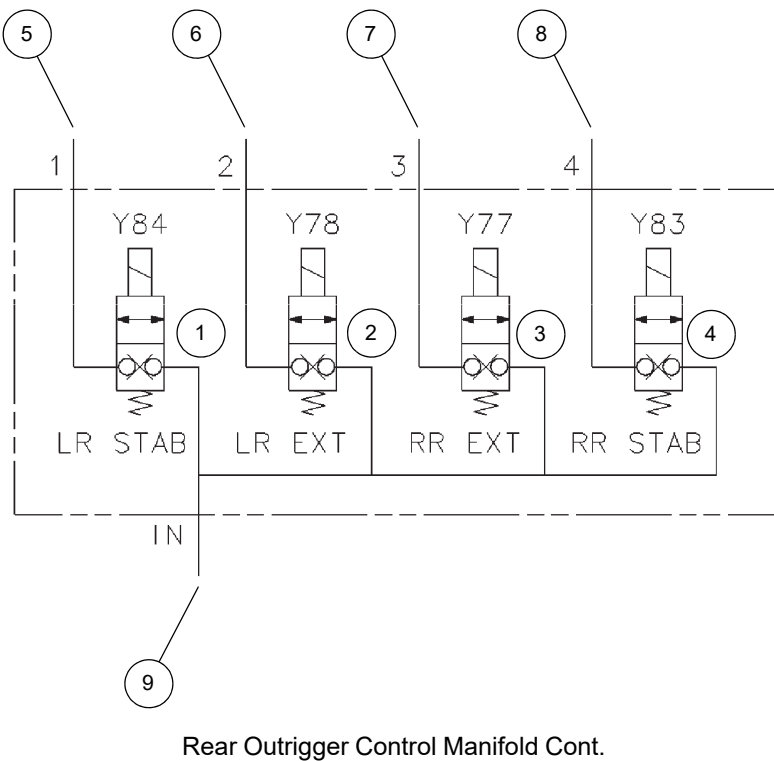 5 6 7 8
1 2 3 4
Y84 Y78 Y77 Y83
1 2 3 4
LR STAB LR EXT RR EXT RR STAB
IN
9
Rear Outrigger Control Manifold Cont.